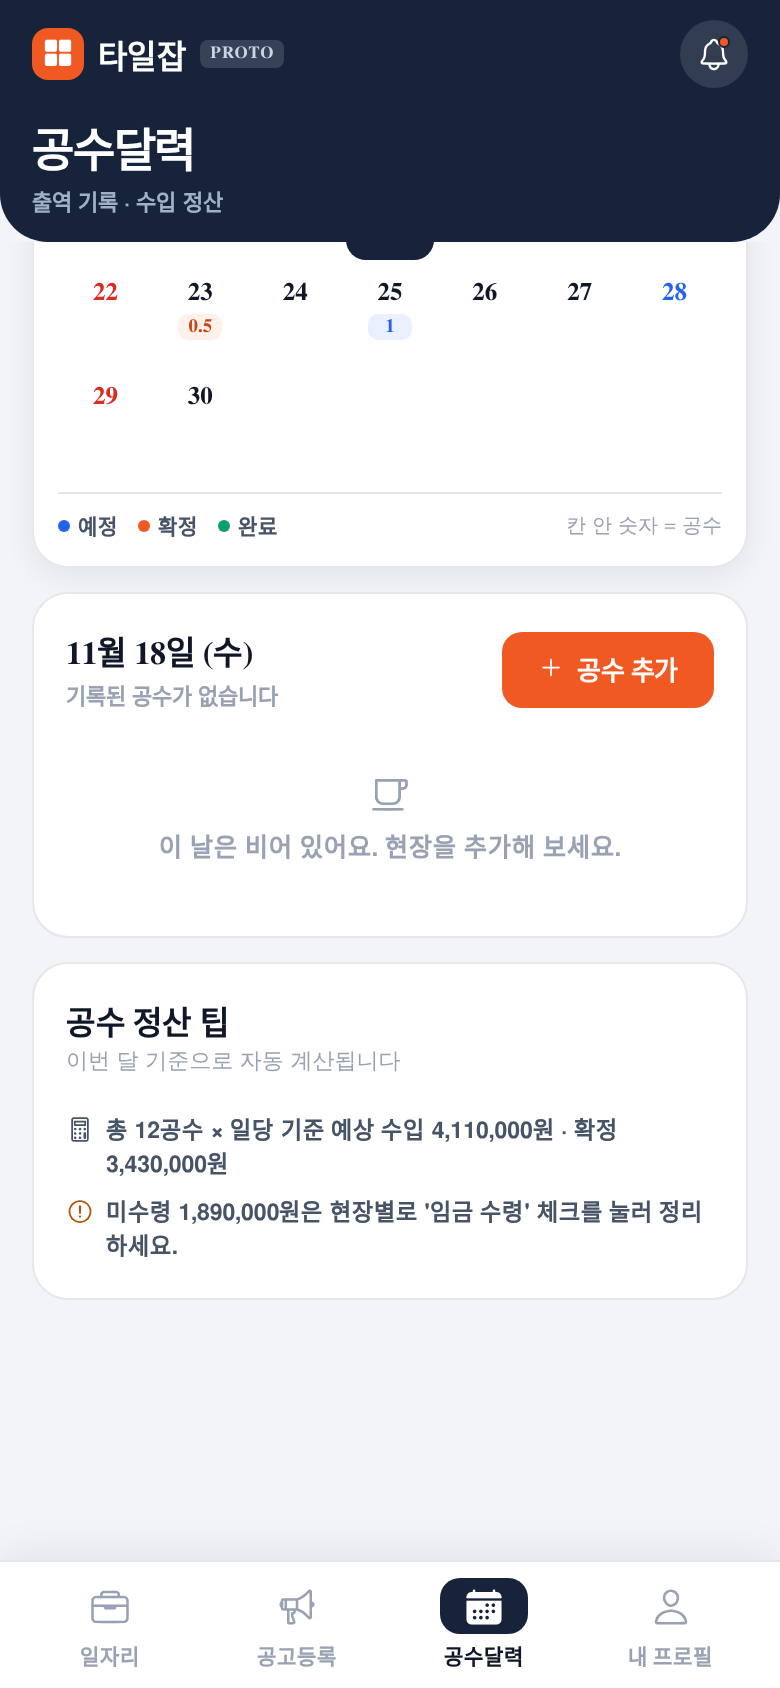 타일잡 PROTO
공수달력
출역 기록 · 수입 정산
22 23 24 25 26 27 28
0.5 1
29 30
예정 확정 완료 칸 안 숫자 = 공수
11월 18일 (수)
+ 공수 추가
기록된 공수가 없습니다
이 날은 비어 있어요. 현장을 추가해 보세요.
공수 정산 팁
이번 달 기준으로 자동 계산됩니다
총 12공수 × 일당 기준 예상 수입 4,110,000원 · 확정
3,430,000원
미수령 1,890,000원은 현장별로 '임금 수령' 체크를 눌러 정리
하세요.
일자리 공고등록 공수달력 내 프로필